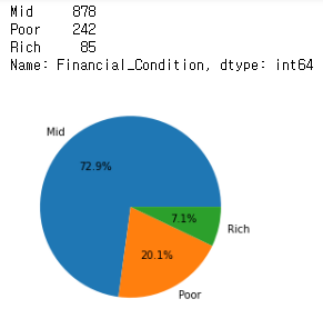 Mid 878
Poor 242
Rich 85
Name: Financial_Condition, dtype: int64
Mid
72.9%
7.1%
Rich
20.1%
Poor